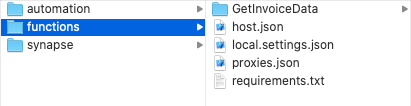 automation
functions
synapse
GetInvoiceData
host.json
local.settings.json
proxies.json
requirements.txt